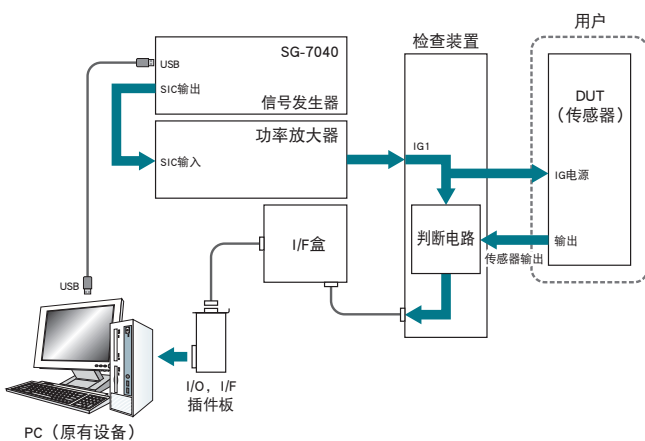 用户
检查装置
SG-7040
USB
SIC输出
信号发生器
DUT
（传感器）
功率放大器
SIC输入
IG1
IG电源
I/F盒
判断电路
输出
传感器输出
USB
I/O，I/F
插件板
PC（原有设备）